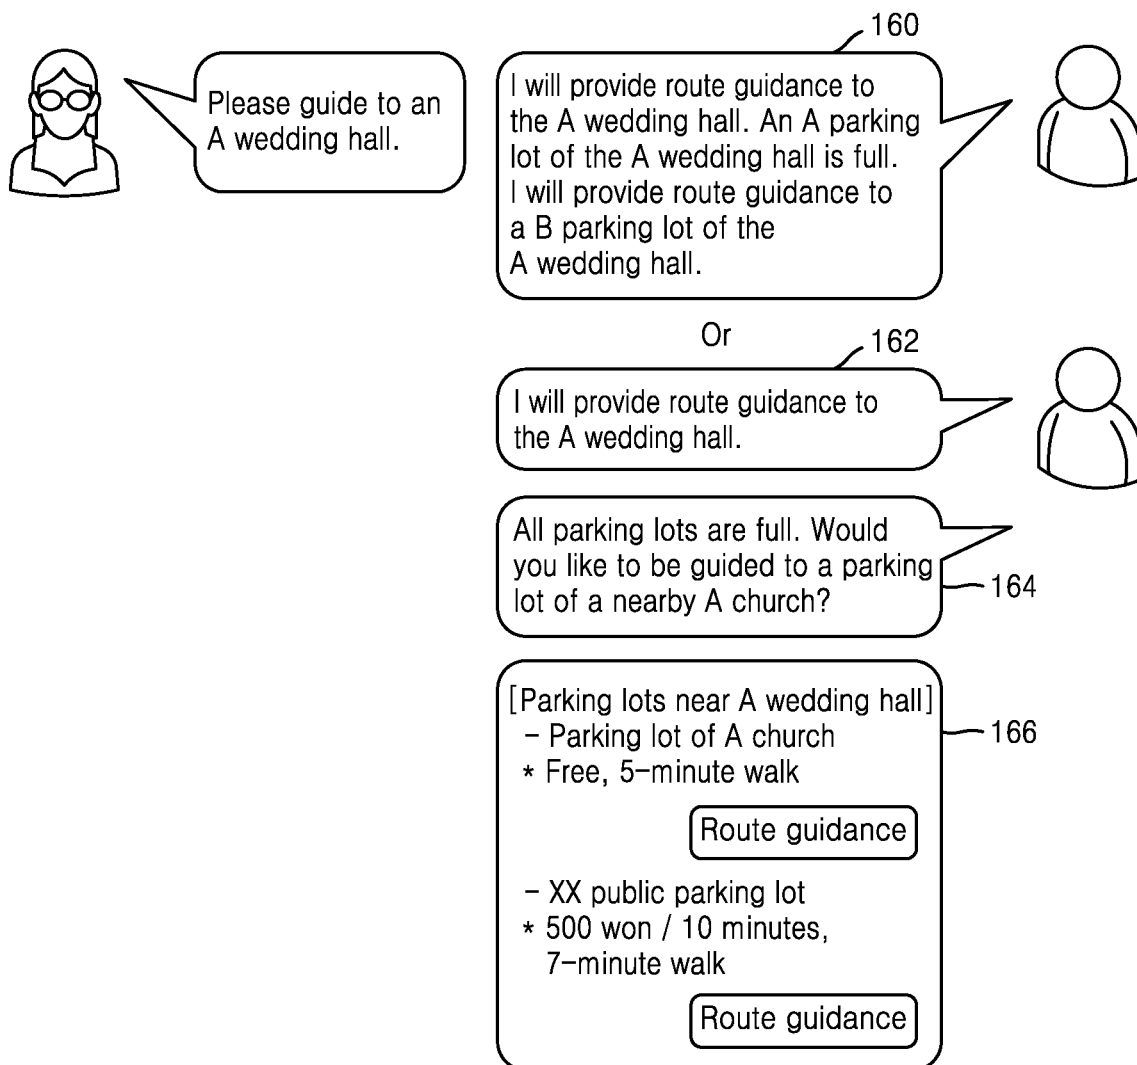 Please guide to an
A wedding hall.
160
I will provide route guidance to
the A wedding hall. An A parking
lot of the A wedding hall is full.
I will provide route guidance to
a B parking lot of the
A wedding hall.
Or
162
I will provide route guidance to
the A wedding hall.
All parking lots are full. Would
you like to be guided to a parking
lot of a nearby A church?
164
[Parking lots near A wedding hall]
166
- Parking lot of A church
* Free, 5-minute walk
Route guidance
- XX public parking lot
* 500 won / 10 minutes,
7-minute walk
Route guidance